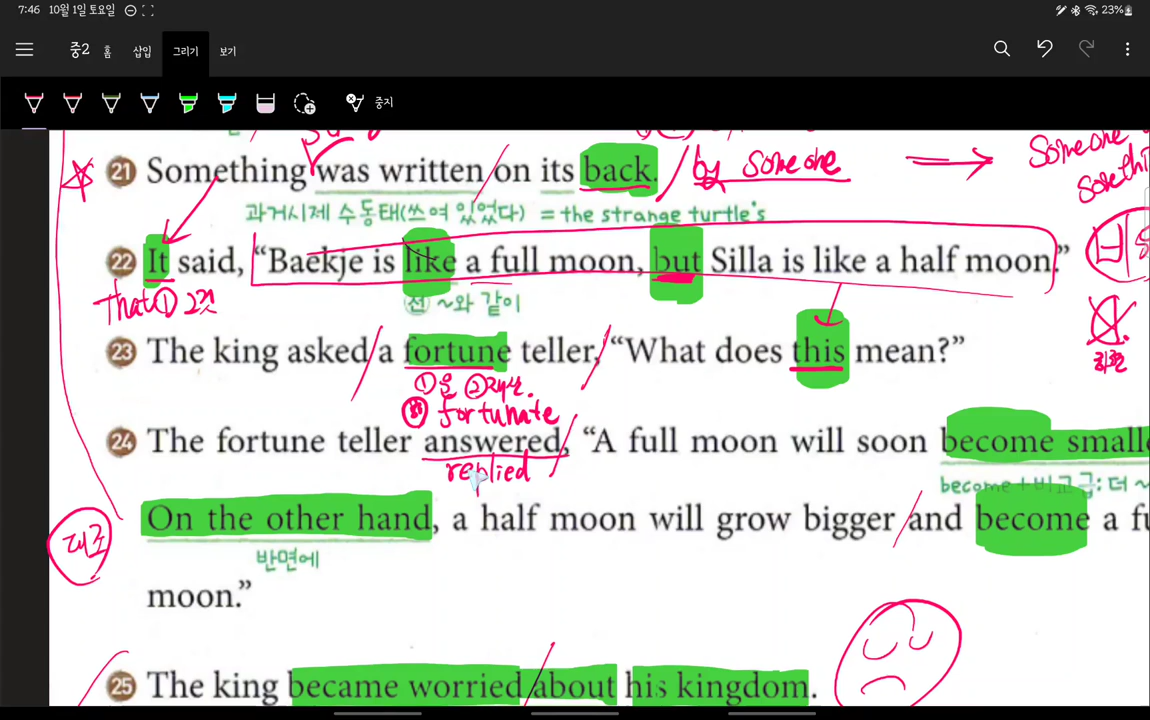 7:46 10월 1일 토요일 23%
중2 홈 삽입 그리기 보기
중지
21 Something was written on its back. by someone Someone
과거시제 수동태(쓰여 있었다) = the strange turtle's
22 It said, “Baekje is like a full moon, but Silla is like a half moon.”
That ① 그것 전 ~와 같이
23 The king asked a fortune teller, “What does this mean?”
①운 ②재산.
fortunate
24 The fortune teller answered, “A full moon will soon become smalle
replied
become + 비교급: 더 ~
On the other hand, a half moon will grow bigger and become a fu
대조 반면에
moon.”
25 The king became worried about his kingdom.